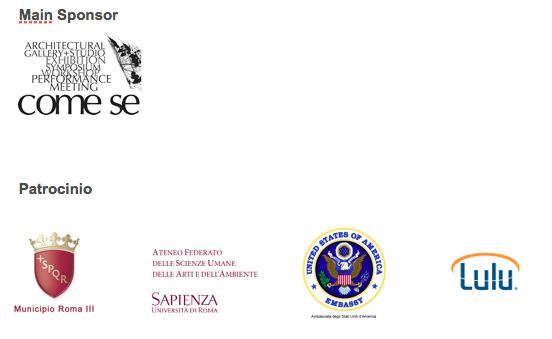 Main Sponsor
ARCHITECTURAL
GALLERY+STUDIO
EXHIBITION
SYMPOSIUM
WORKSHOP
PERFORMANCE
MEETING
come se
Patrocinio
SPQR
Municipio Roma III
ATENEO FEDERATO
DELLE SCIENZE UMANE
DELLE ARTI E DELL'AMBIENTE
SAPIENZA
UNIVERSITÀ DI ROMA
UNITED STATES OF AMERICA
EMBASSY
Ambasciata degli Stati Uniti d'America
Lulu